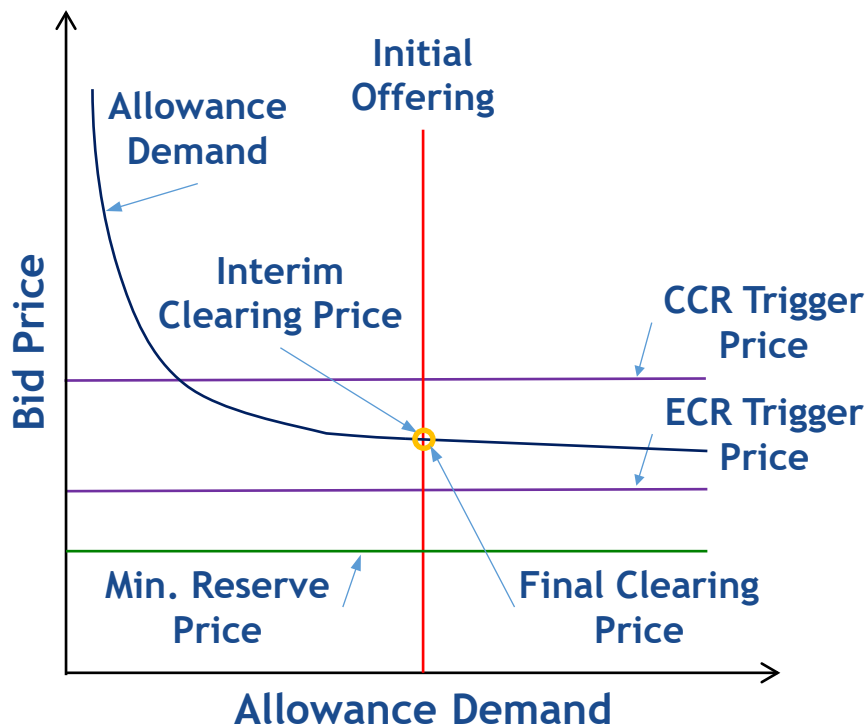 Initial
Offering
Allowance
Demand
Interim
Clearing Price
CCR Trigger
Price
ECR Trigger
Price
Bid Price
Min. Reserve
Price
Final Clearing
Price
Allowance Demand